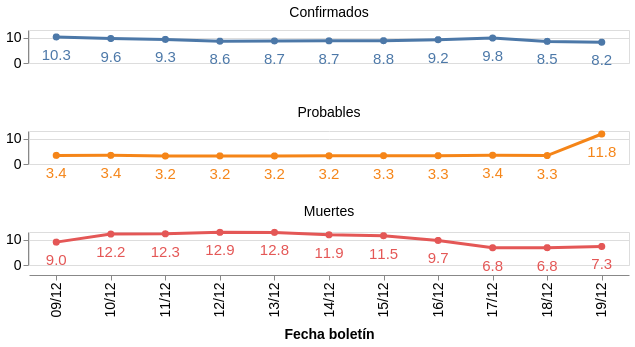 Confirmados
10
0
10.3 9.6 9.3 8.6 8.7 8.7 8.8 9.2 9.8 8.5 8.2
Probables
10
0
3.4 3.4 3.2 3.2 3.2 3.2 3.3 3.3 3.4 3.3 11.8
Muertes
10
0
9.0 12.2 12.3 12.9 12.8 11.9 11.5 9.7 6.8 6.8 7.3
09/12 10/12 11/12 12/12 13/12 14/12 15/12 16/12 17/12 18/12 19/12
Fecha boletín